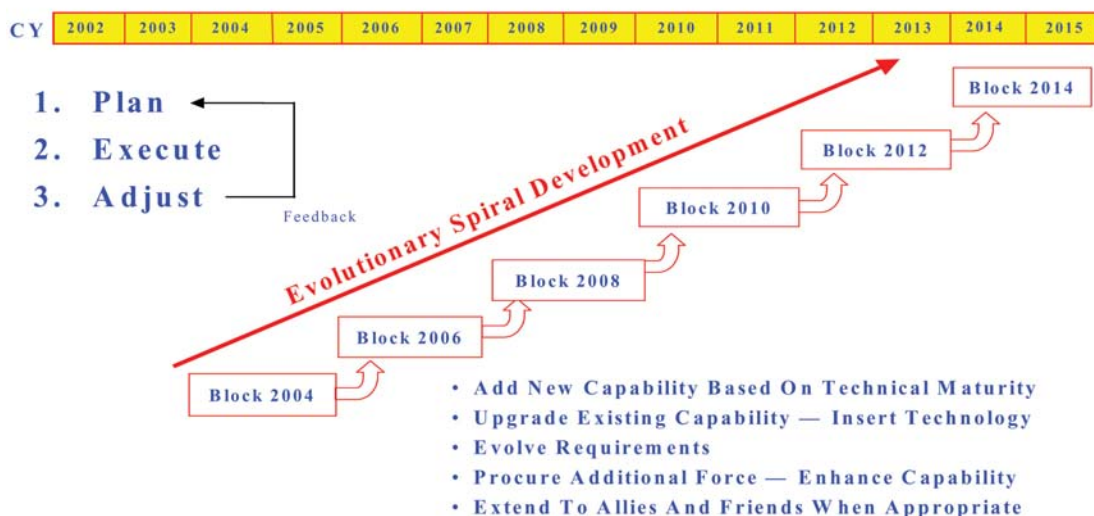 CY 2002 2003 2004 2005 2006 2007 2008 2009 2010 2011 2012 2013 2014 2015
1. Plan
2. Execute
3. Adjust
Feedback
Evolutionary Spiral Development
Block 2014
Block 2012
Block 2010
Block 2008
Block 2006
Block 2004
• Add New Capability Based On Technical Maturity
• Upgrade Existing Capability — Insert Technology
• Evolve Requirements
• Procure Additional Force — Enhance Capability
• Extend To Allies And Friends When Appropriate